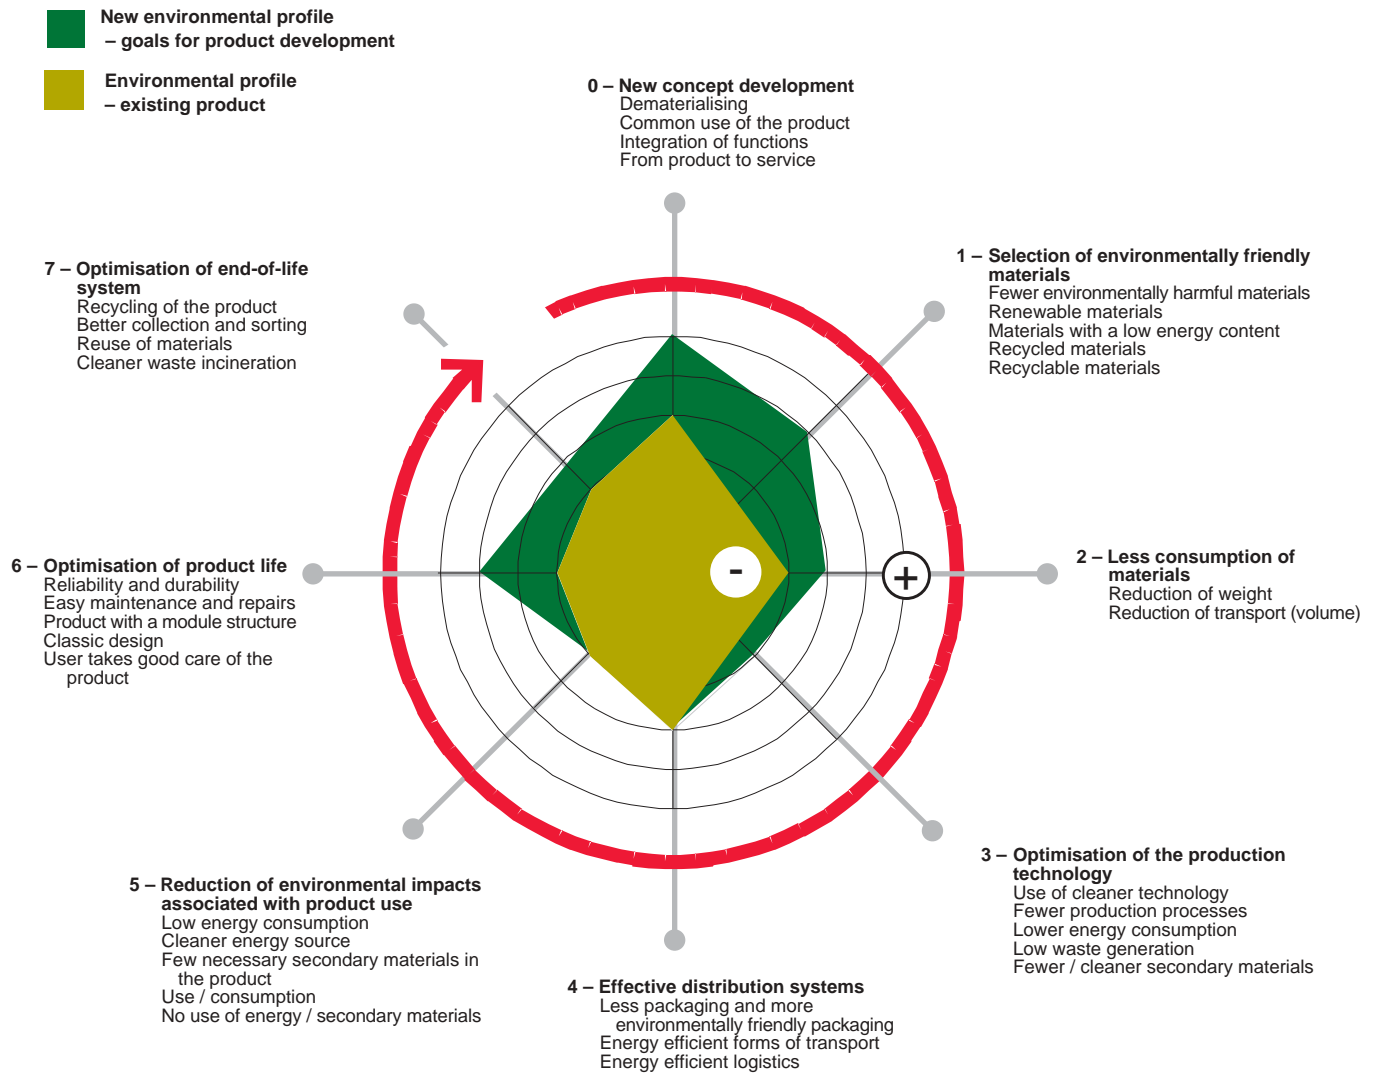 New environmental profile
– goals for product development
Environmental profile
– existing product
0 – New concept development
Dematerialising
Common use of the product
Integration of functions
From product to service
1 – Selection of environmentally friendly
materials
Fewer environmentally harmful materials
Renewable materials
Materials with a low energy content
Recycled materials
Recyclable materials
7 – Optimisation of end-of-life
system
Recycling of the product
Better collection and sorting
Reuse of materials
Cleaner waste incineration
6 – Optimisation of product life
Reliability and durability
Easy maintenance and repairs
Product with a module structure
Classic design
User takes good care of the
product
-
+
2 – Less consumption of
materials
Reduction of weight
Reduction of transport (volume)
3 – Optimisation of the production
technology
Use of cleaner technology
Fewer production processes
Lower energy consumption
Low waste generation
Fewer / cleaner secondary materials
5 – Reduction of environmental impacts
associated with product use
Low energy consumption
Cleaner energy source
Few necessary secondary materials in
the product
Use / consumption
No use of energy / secondary materials
4 – Effective distribution systems
Less packaging and more
environmentally friendly packaging
Energy efficient forms of transport
Energy efficient logistics